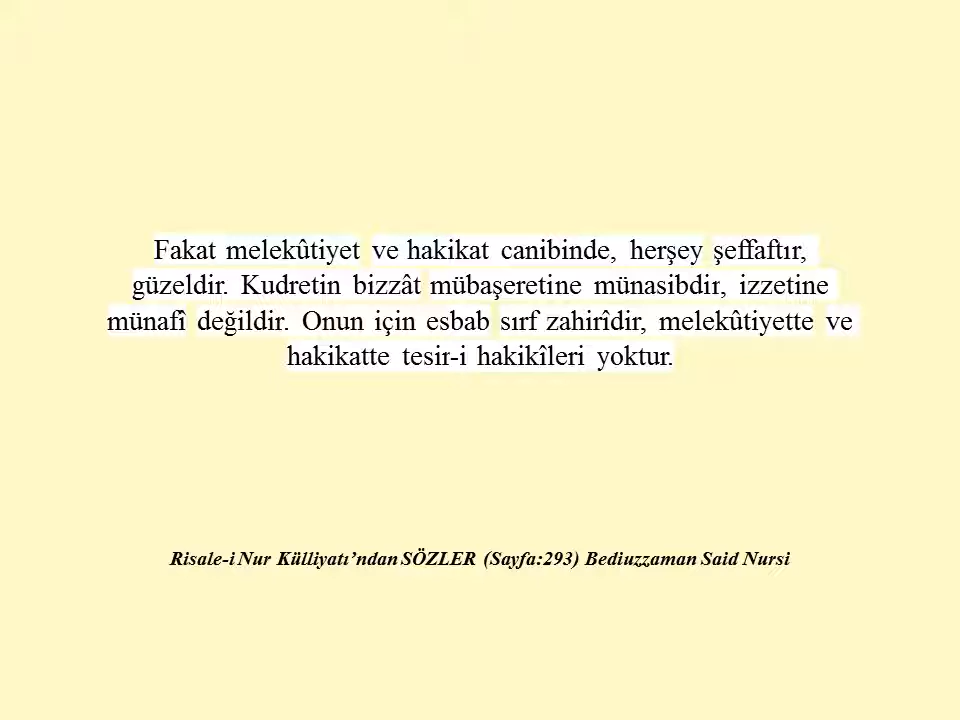 Fakat melekûtiyet ve hakikat canibinde, herşey şeffaftır,
güzeldir. Kudretin bizzât mübaşeretine münasibdir, izzetine
münafî değildir. Onun için esbab sırf zahirîdir, melekûtiyette ve
hakikatte tesir-i hakikîleri yoktur.
Risale-i Nur Külliyatı’ndan SÖZLER (Sayfa:293) Bediuzzaman Said Nursi